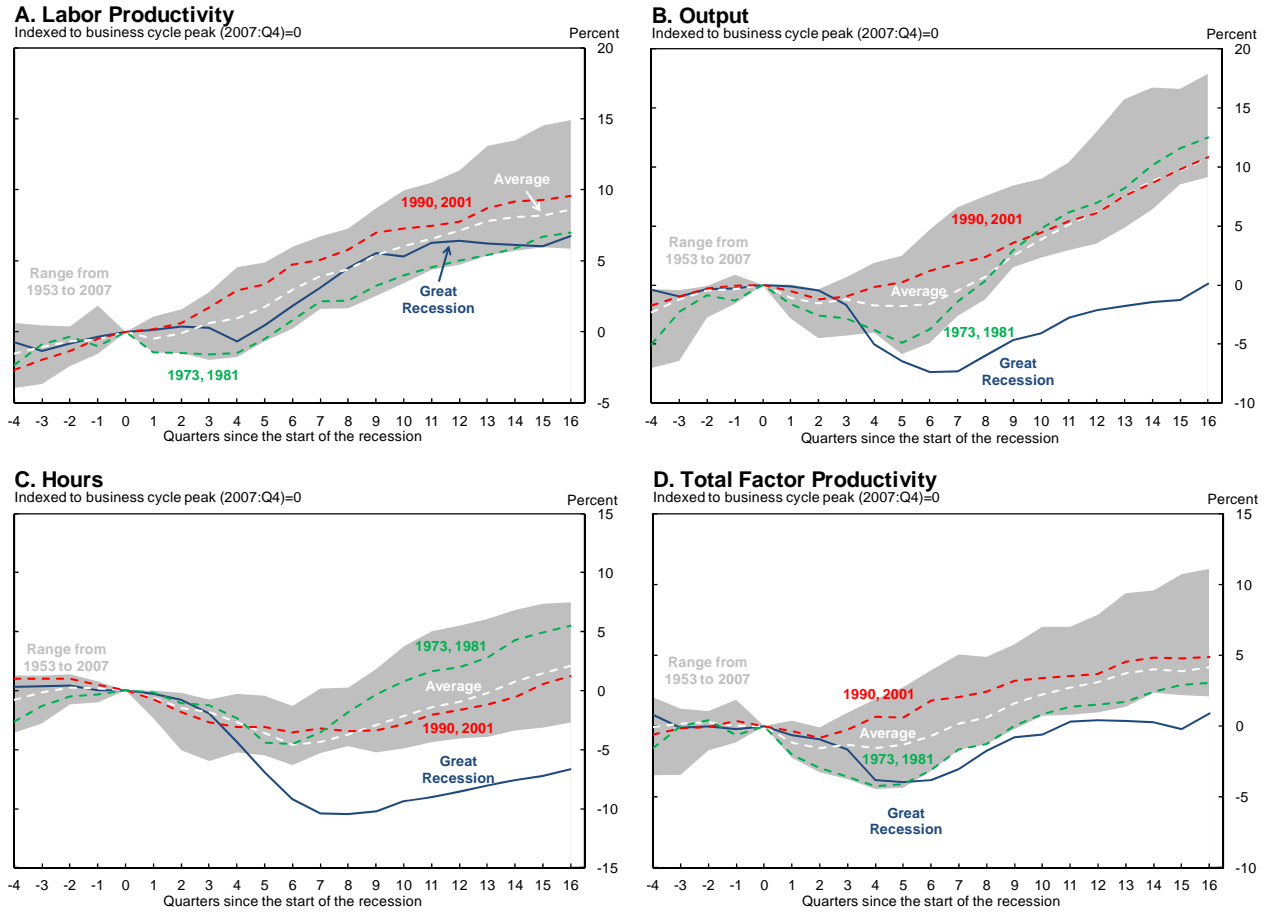 A. Labor Productivity
Indexed to business cycle peak (2007:Q4)=0
Percent
20
15
10
5
0
-5
Average
1990, 2001
Range from
1953 to 2007
Great
Recession
1973, 1981
-4 -3 -2 -1 0 1 2 3 4 5 6 7 8 9 10 11 12 13 14 15 16
Quarters since the start of the recession
B. Output
Indexed to business cycle peak (2007:Q4)=0
Percent
20
15
10
5
0
-5
-10
1990, 2001
Range from
1953 to 2007
Average
1973, 1981
Great
Recession
-4 -3 -2 -1 0 1 2 3 4 5 6 7 8 9 10 11 12 13 14 15 16
Quarters since the start of the recession
C. Hours
Indexed to business cycle peak (2007:Q4)=0
Percent
15
10
5
0
-5
-10
-15
Range from
1953 to 2007
1973, 1981
Average
1990, 2001
Great
Recession
-4 -3 -2 -1 0 1 2 3 4 5 6 7 8 9 10 11 12 13 14 15 16
Quarters since the start of the recession
D. Total Factor Productivity
Indexed to business cycle peak (2007:Q4)=0
Percent
15
10
5
0
-5
-10
Range from
1953 to 2007
1990, 2001
Average
1973, 1981
Great
Recession
-4 -3 -2 -1 0 1 2 3 4 5 6 7 8 9 10 11 12 13 14 15 16
Quarters since the start of the recession